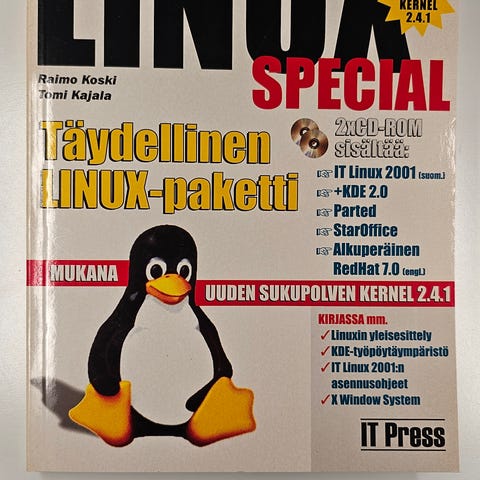 KERNEL
2.4.1
LINUX
SPECIAL
Raimo Koski
Tomi Kajala
Täydellinen
LINUX-paketti
2xCD-ROM
sisältää:
IT Linux 2001 (suom.)
+KDE 2.0
Parted
StarOffice
Alkuperäinen
RedHat 7.0 (engl.)
MUKANA
UUDEN SUKUPOLVEN KERNEL 2.4.1
KIRJASSA mm.
✓Linuxin yleisesittely
✓KDE-työpöytäympäristö
✓IT Linux 2001:n
asennusohjeet
✓X Window System
IT Press